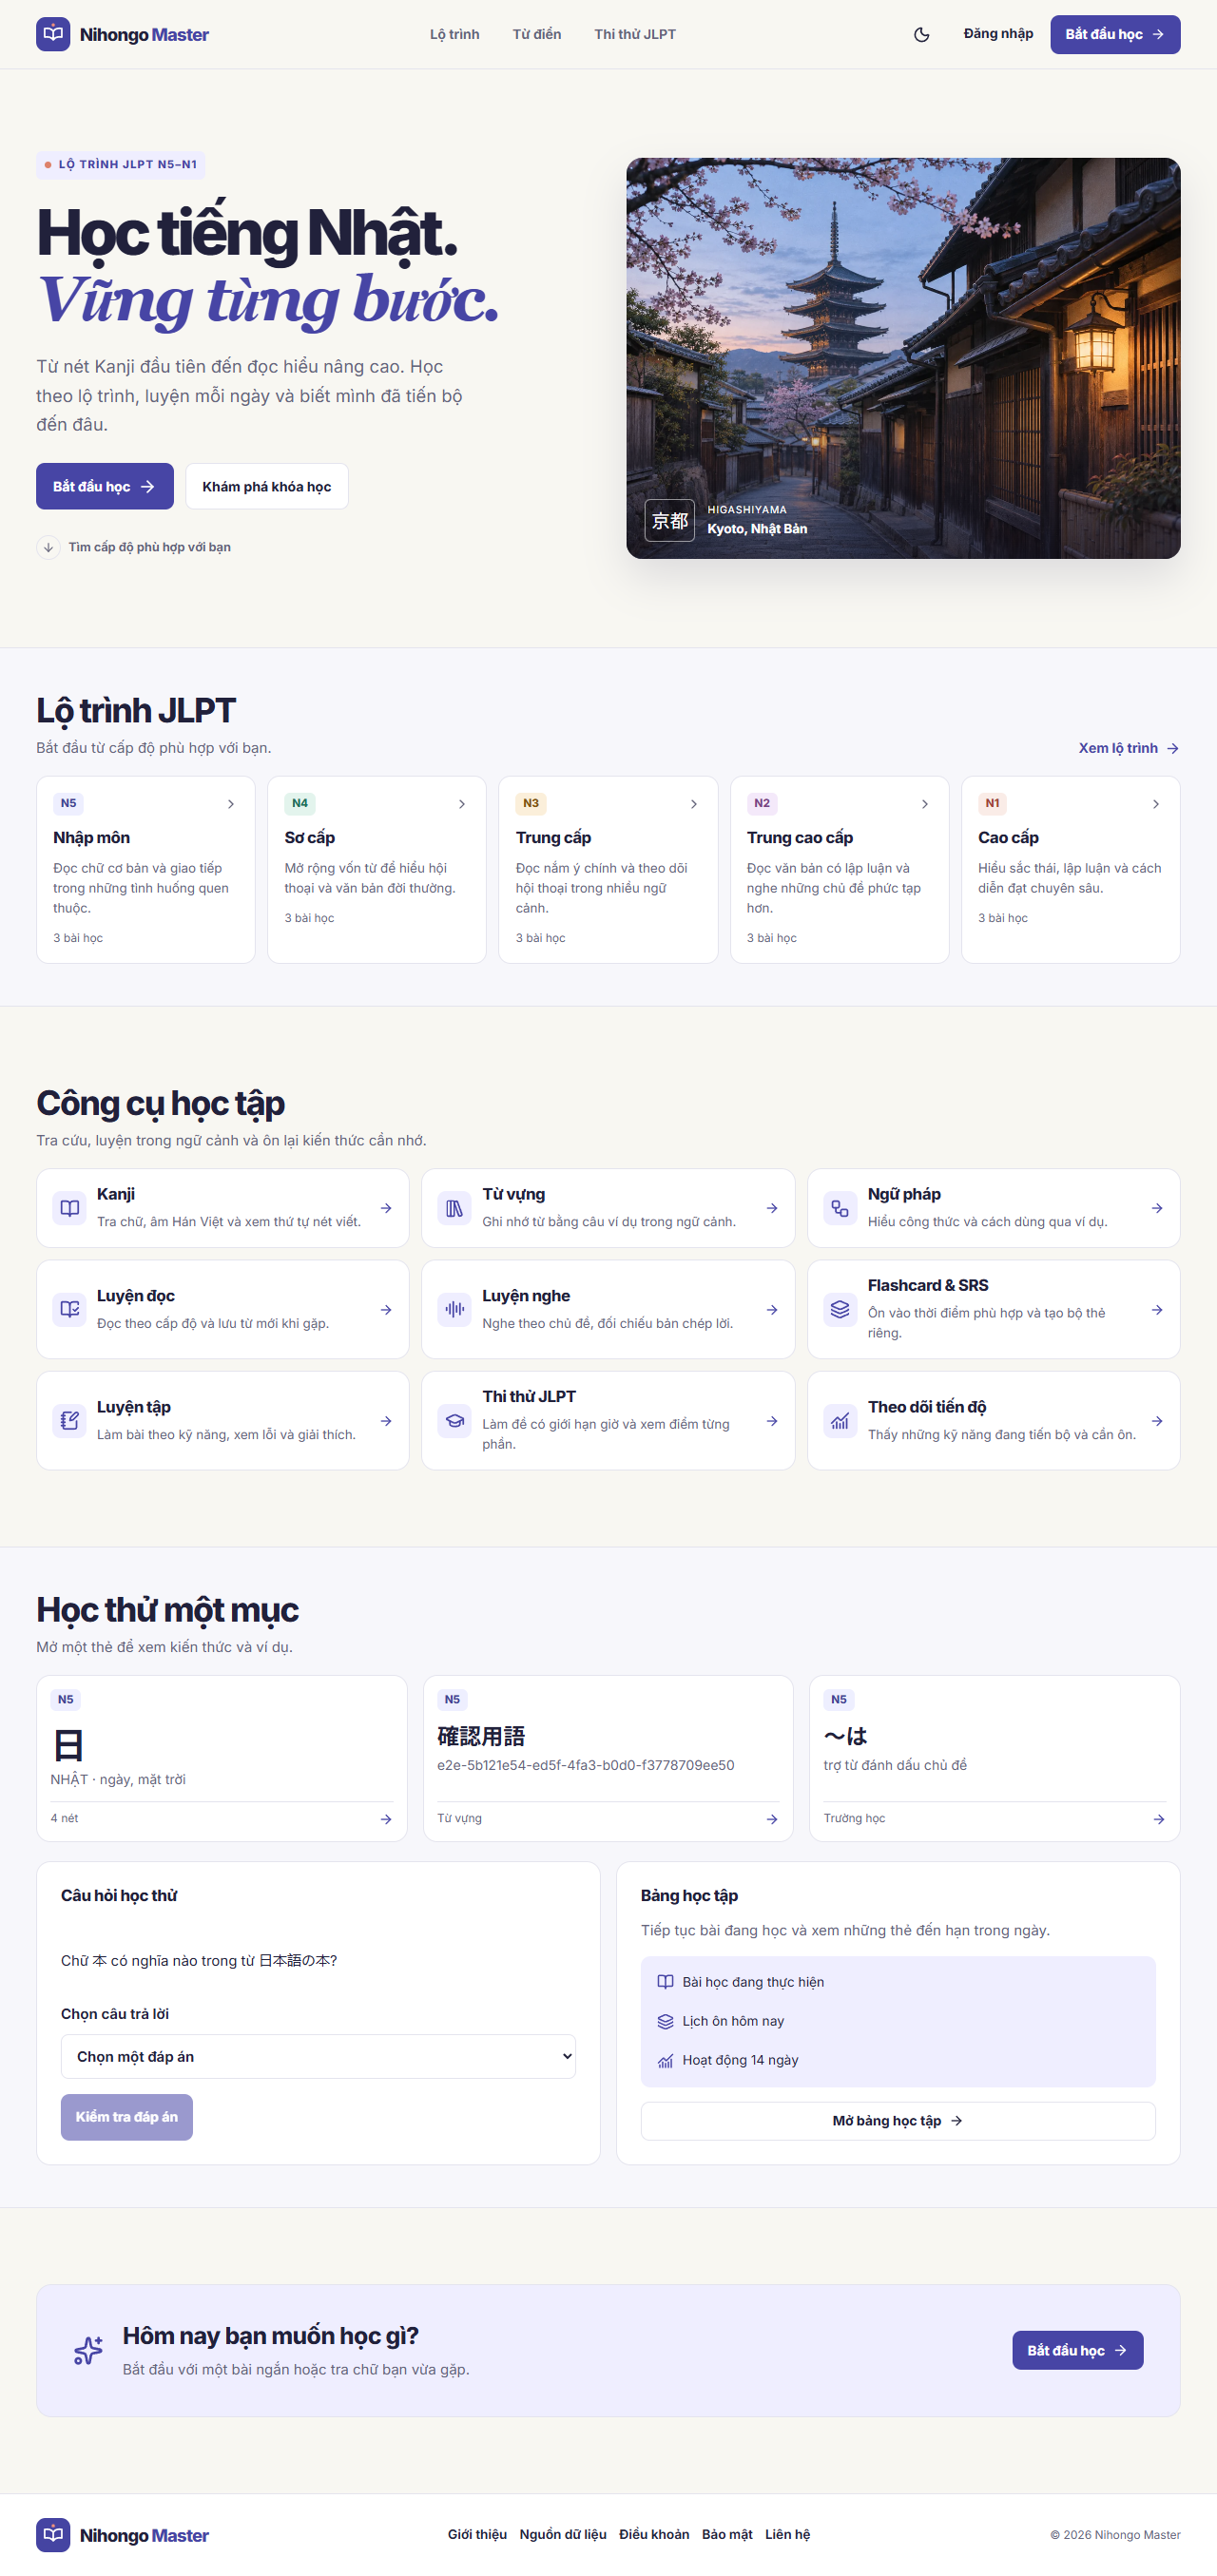 Nihongo Master
Lộ trình
Từ điển
Thi thử JLPT
Đăng nhập
Bắt đầu học
LỘ TRÌNH JLPT N5–N1
Học tiếng Nhật.
Vững từng bước.
Từ nét Kanji đầu tiên đến đọc hiểu nâng cao. Học
theo lộ trình, luyện mỗi ngày và biết mình đã tiến bộ
đến đâu.
Bắt đầu học
Khám phá khóa học
Tìm cấp độ phù hợp với bạn
京都
HIGASHIYAMA
Kyoto, Nhật Bản
Lộ trình JLPT
Bắt đầu từ cấp độ phù hợp với bạn.
Xem lộ trình
N5
Nhập môn
Đọc chữ cơ bản và giao tiếp
trong những tình huống quen
thuộc.
3 bài học
N4
Sơ cấp
Mở rộng vốn từ để hiểu hội
thoại và văn bản đời thường.
3 bài học
N3
Trung cấp
Đọc nắm ý chính và theo dõi
hội thoại trong nhiều ngữ
cảnh.
3 bài học
N2
Trung cao cấp
Đọc văn bản có lập luận và
nghe những chủ đề phức tạp
hơn.
3 bài học
N1
Cao cấp
Hiểu sắc thái, lập luận và cách
diễn đạt chuyên sâu.
3 bài học
Công cụ học tập
Tra cứu, luyện trong ngữ cảnh và ôn lại kiến thức cần nhớ.
Kanji
Tra chữ, âm Hán Việt và xem thứ tự nét viết.
Từ vựng
Ghi nhớ từ bằng câu ví dụ trong ngữ cảnh.
Ngữ pháp
Hiểu công thức và cách dùng qua ví dụ.
Luyện đọc
Đọc theo cấp độ và lưu từ mới khi gặp.
Luyện nghe
Nghe theo chủ đề, đối chiếu bản chép lời.
Flashcard & SRS
Ôn vào thời điểm phù hợp và tạo bộ thẻ
riêng.
Luyện tập
Làm bài theo kỹ năng, xem lỗi và giải thích.
Thi thử JLPT
Làm đề có giới hạn giờ và xem điểm từng
phần.
Theo dõi tiến độ
Thấy những kỹ năng đang tiến bộ và cần ôn.
Học thử một mục
Mở một thẻ để xem kiến thức và ví dụ.
N5
日
NHẬT · ngày, mặt trời
4 nét
N5
確認用語
e2e-5b121e54-ed5f-4fa3-b0d0-f3778709ee50
Từ vựng
N5
〜は
trợ từ đánh dấu chủ đề
Trường học
Câu hỏi học thử
Chữ 本 có nghĩa nào trong từ 日本語の本?
Chọn câu trả lời
Chọn một đáp án
Kiểm tra đáp án
Bảng học tập
Tiếp tục bài đang học và xem những thẻ đến hạn trong ngày.
Bài học đang thực hiện
Lịch ôn hôm nay
Hoạt động 14 ngày
Mở bảng học tập
Hôm nay bạn muốn học gì?
Bắt đầu với một bài ngắn hoặc tra chữ bạn vừa gặp.
Bắt đầu học
Nihongo Master
Giới thiệu
Nguồn dữ liệu
Điều khoản
Bảo mật
Liên hệ
© 2026 Nihongo Master